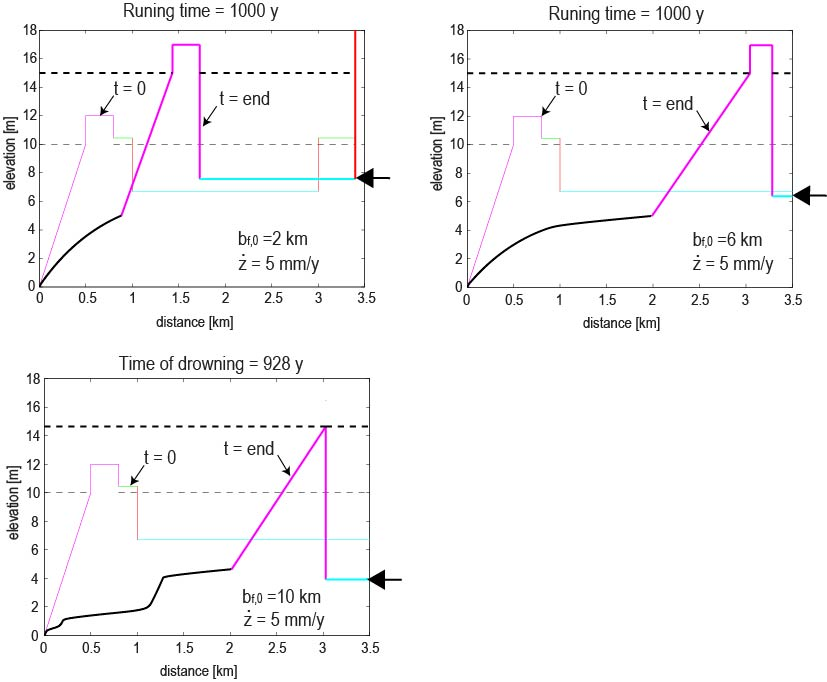 Runing time = 1000 y
18
16
14
12
10
8
6
4
2
0
elevation [m]
t = 0
t = end
b_f,0 =2 km
ż = 5 mm/y
0 0.5 1 1.5 2 2.5 3 3.5
distance [km]
Runing time = 1000 y
18
16
14
12
10
8
6
4
2
0
elevation [m]
t = 0
t = end
b_f,0 =6 km
ż = 5 mm/y
0 0.5 1 1.5 2 2.5 3 3.5
distance [km]
Time of drowning = 928 y
18
16
14
12
10
8
6
4
2
0
elevation [m]
t = 0
t = end
b_f,0 =10 km
ż = 5 mm/y
0 0.5 1 1.5 2 2.5 3 3.5
distance [km]